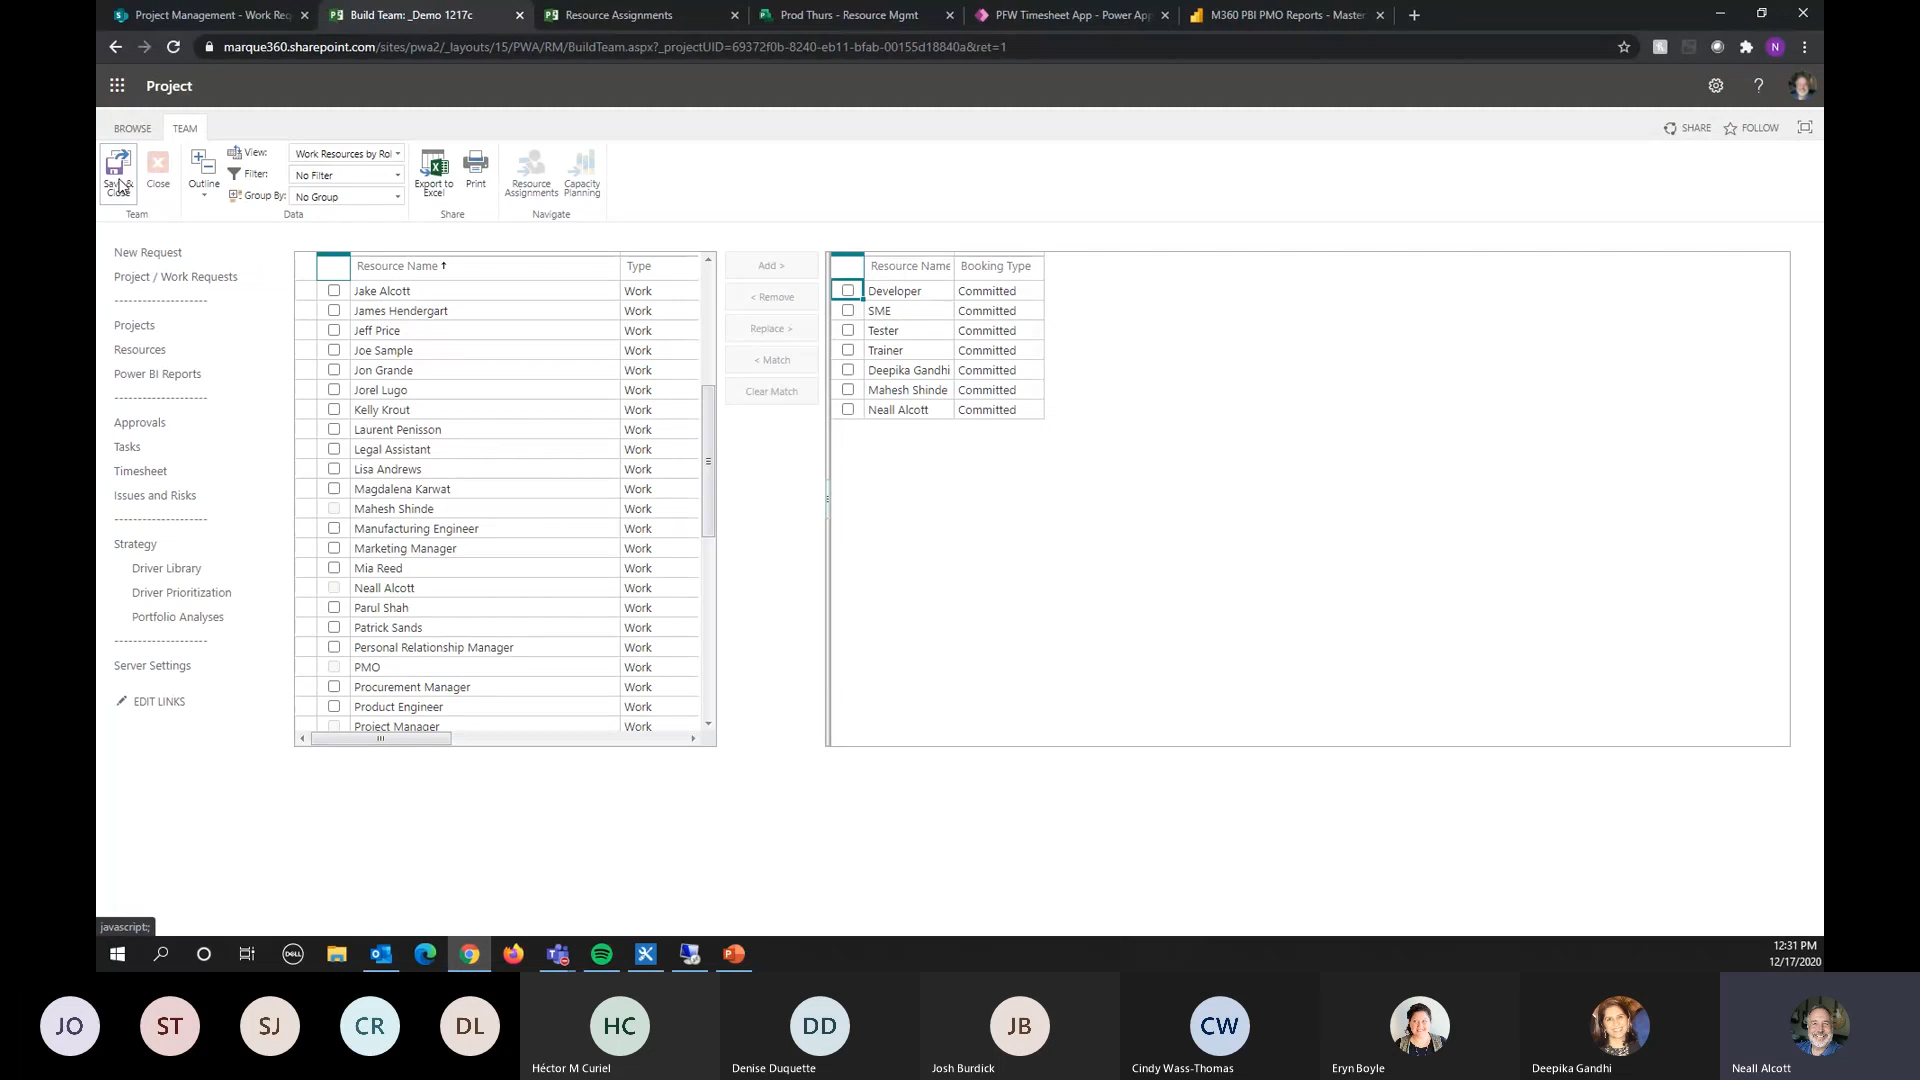 Project Management - Work Req
Build Team: _Demo 1217c
Resource Assignments
Prod Thurs - Resource Mgmt
PFW Timesheet App - Power App
M360 PBI PMO Reports - Master
marque360.sharepoint.com/sites/pwa2/_layouts/15/PWA/RM/BuildTeam.aspx?_projectUID=69372f0b-8240-eb11-bfab-00155d18840a&ret=1
N
Project
BROWSE
TEAM
SHARE
FOLLOW
Save &
Close
Close
Outline
View:
Work Resources by Rol
Filter:
No Filter
Group By:
No Group
Export to
Excel
Print
Resource
Assignments
Capacity
Planning
Team
Data
Share
Navigate
New Request
Project / Work Requests
--------------------
Projects
Resources
Power BI Reports
--------------------
Approvals
Tasks
Timesheet
Issues and Risks
--------------------
Strategy
Driver Library
Driver Prioritization
Portfolio Analyses
--------------------
Server Settings
EDIT LINKS
Resource Name Type
Jake Alcott Work
James Hendergart Work
Jeff Price Work
Joe Sample Work
Jon Grande Work
Jorel Lugo Work
Kelly Krout Work
Laurent Penisson Work
Legal Assistant Work
Lisa Andrews Work
Magdalena Karwat Work
Mahesh Shinde Work
Manufacturing Engineer Work
Marketing Manager Work
Mia Reed Work
Neall Alcott Work
Parul Shah Work
Patrick Sands Work
Personal Relationship Manager Work
PMO Work
Procurement Manager Work
Product Engineer Work
Project Manager Work
Add >
< Remove
Replace >
< Match
Clear Match
Resource Name Booking Type
Developer Committed
SME Committed
Tester Committed
Trainer Committed
Deepika Gandhi Committed
Mahesh Shinde Committed
Neall Alcott Committed
javascript:;
DELL
12:31 PM
12/17/2020
JO
ST
SJ
CR
DL
HC
Héctor M Curiel
DD
Denise Duquette
JB
Josh Burdick
CW
Cindy Wass-Thomas
Eryn Boyle
Deepika Gandhi
Neall Alcott